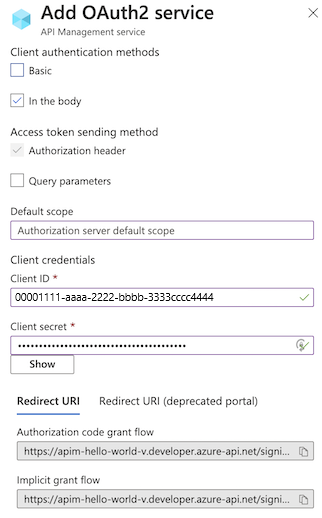 Add OAuth2 service
API Management service
Client authentication methods
Basic
In the body
Access token sending method
Authorization header
Query parameters
Default scope
Authorization server default scope
Client credentials
Client ID *
00001111-aaaa-2222-bbbb-3333cccc4444
Client secret *
Show
Redirect URI Redirect URI (deprecated portal)
Authorization code grant flow
https://apim-hello-world-v.developer.azure-api.net/signi...
Implicit grant flow
https://apim-hello-world-v.developer.azure-api.net/signi...